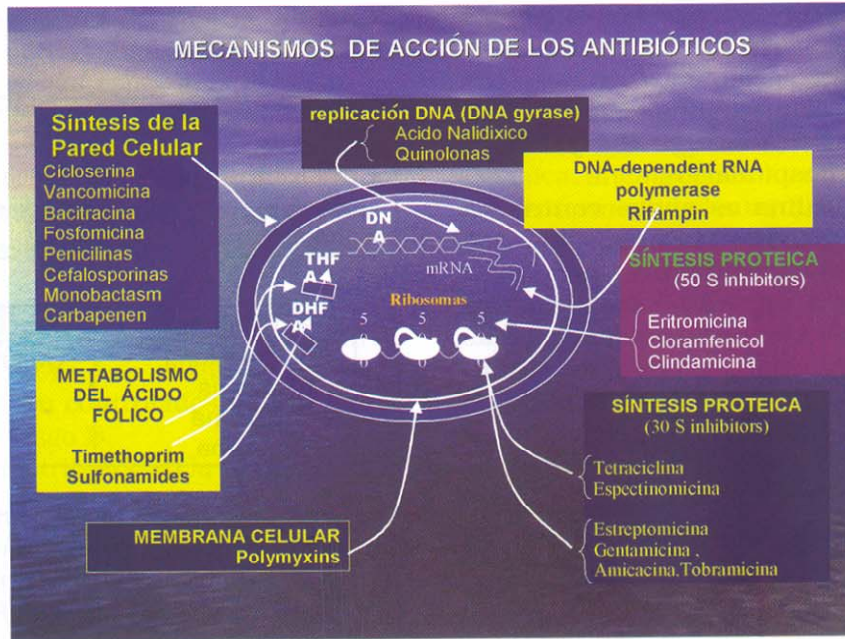 MECANISMOS DE ACCIÓN DE LOS ANTIBIÓTICOS
Síntesis de la
Pared Celular
Cicloserina
Vancomicina
Bacitracina
Fosfomicina
Penicilinas
Cefalosporinas
Monobactasm
Carbapenen
replicación DNA (DNA gyrase)
Acido Nalidixico
Quinolonas
DNA-dependent RNA
polymerase
Rifampin
DN
A
THF
A
mRNA
Ribosomas
DHF
A
5
5
5
SÍNTESIS PROTEICA
(50 S inhibitors)
Eritromicina
Cloramfenicol
Clindamicina
METABOLISMO
DEL ÁCIDO
FÓLICO
Timethoprim
Sulfonamides
SÍNTESIS PROTEICA
(30 S inhibitors)
Tetraciclina
Espectinomicina
Estreptomicina
Gentamicina .
Amicacina,Tobramicina
MEMBRANA CELULAR
Polymyxins